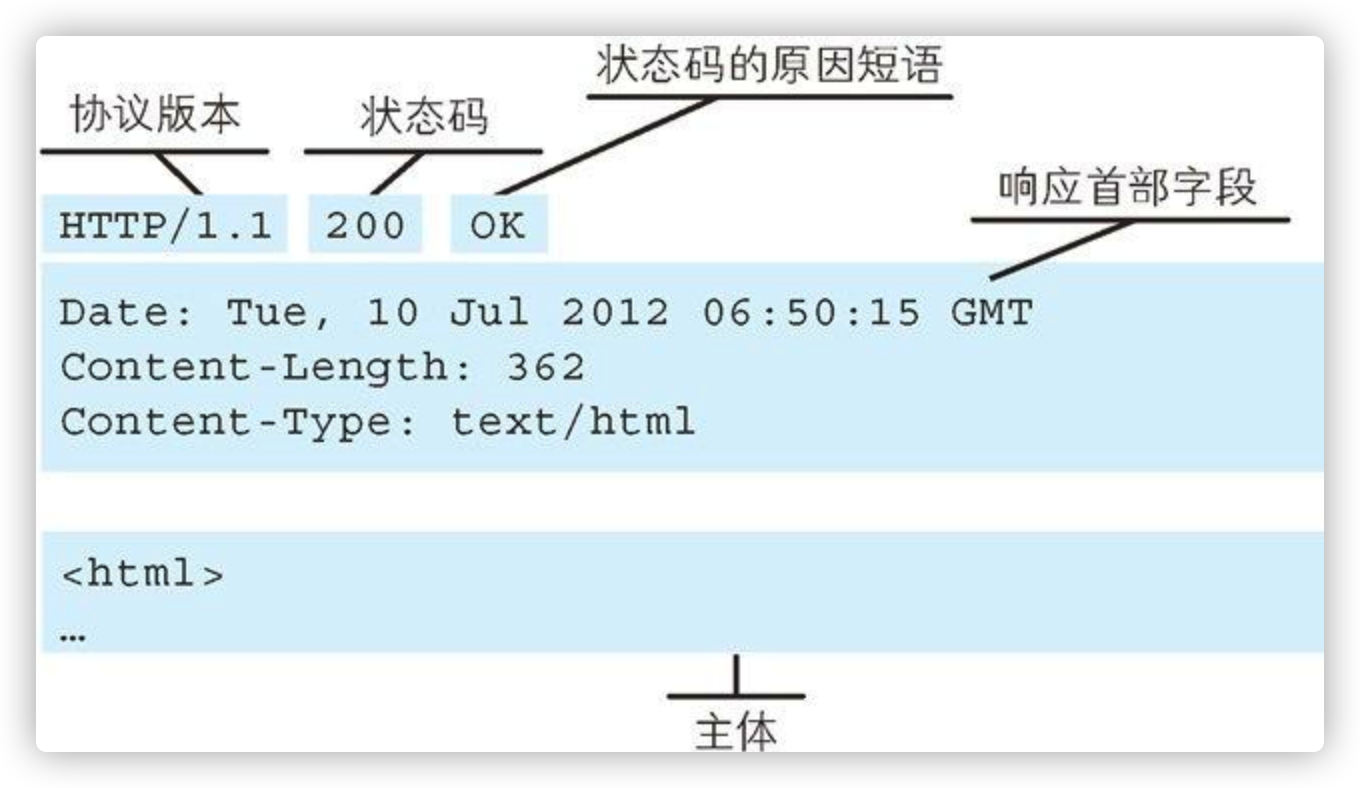 状态码的原因短语
协议版本 状态码
响应首部字段
HTTP/1.1 200 OK
Date: Tue, 10 Jul 2012 06:50:15 GMT
Content-Length: 362
Content-Type: text/html
<html>
…
主体